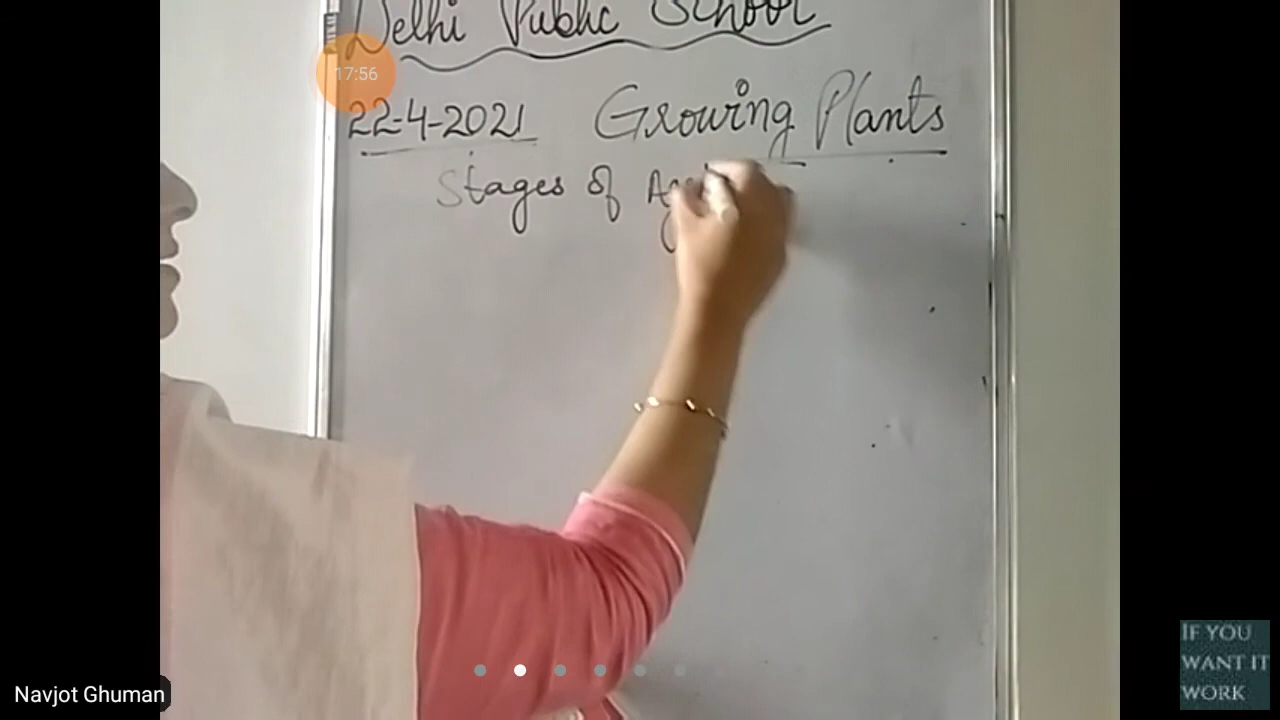 Delhi Public School
17:56
22-4-2021 Growing Plants
Stages of
Navjot Ghuman
IF YOU
WANT IT
WORK